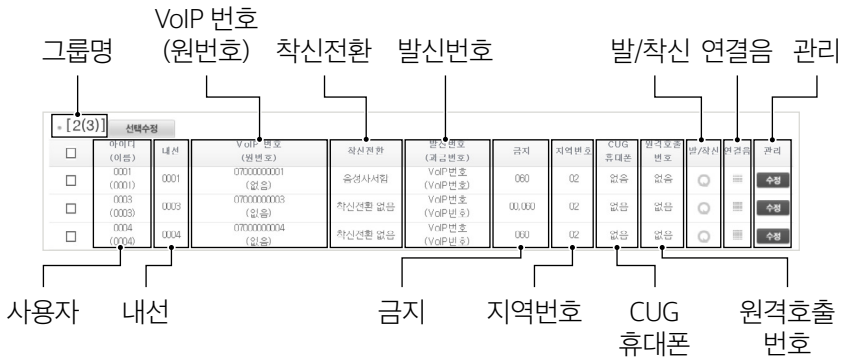 VoIP 번호
그룹명 (원번호) 착신전환 발신번호 발/착신 연결음 관리
[2(3)] 선택수정
아이디 내선 VoIP 번호 착신전환 발신번호 금지 지역번호 CUG 원격호출 발/착신 연결음 관리
(이름) (원번호) (과금번호) 휴대폰 번호
0001 0001 07000000001 음성사서함 VoIP번호 060 02 없음 없음 수정
(0001) (없음) (VoIP번호)
0003 0003 07000000003 착신전환 없음 VoIP번호 00,060 02 없음 없음 수정
(0003) (없음) (VoIP번호)
0004 0004 07000000004 착신전환 없음 VoIP번호 060 02 없음 없음 수정
(0004) (없음) (VoIP번호)
사용자 내선 금지 지역번호 CUG 원격호출
휴대폰 번호